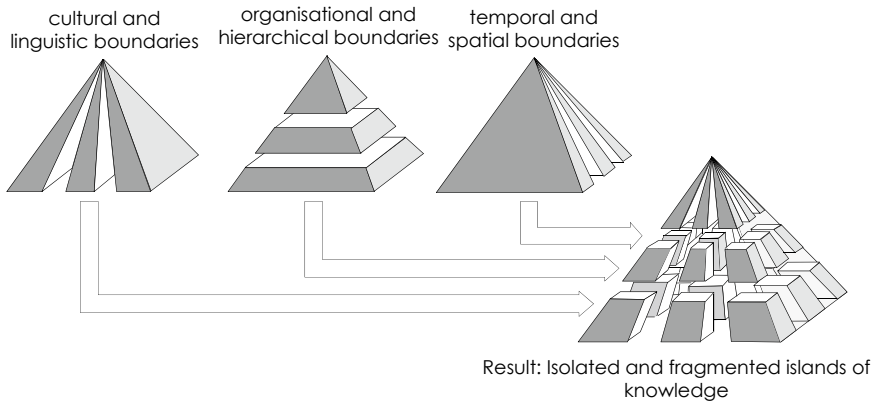 cultural and
linguistic boundaries
organisational and
hierarchical boundaries
temporal and
spatial boundaries
Result: Isolated and fragmented islands of
knowledge